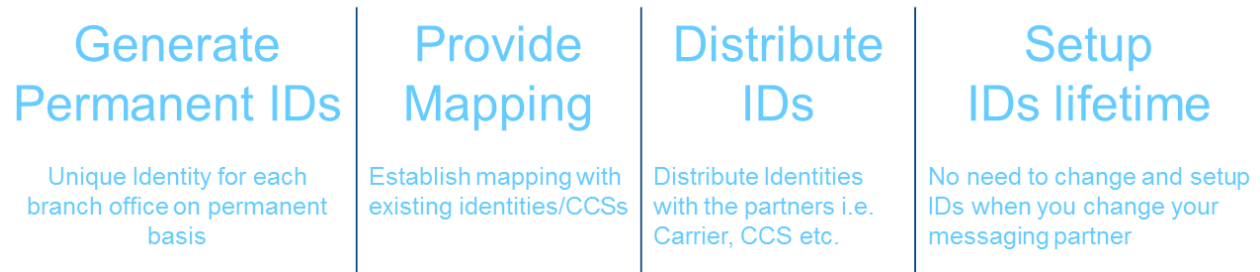 Generate
Permanent IDs
Unique Identity for each
branch office on permanent
basis
Provide
Mapping
Establish mapping with
existing identities/CCSs
Distribute
IDs
Distribute Identities
with the partners i.e.
Carrier, CCS etc.
Setup
IDs lifetime
No need to change and setup
IDs when you change your
messaging partner